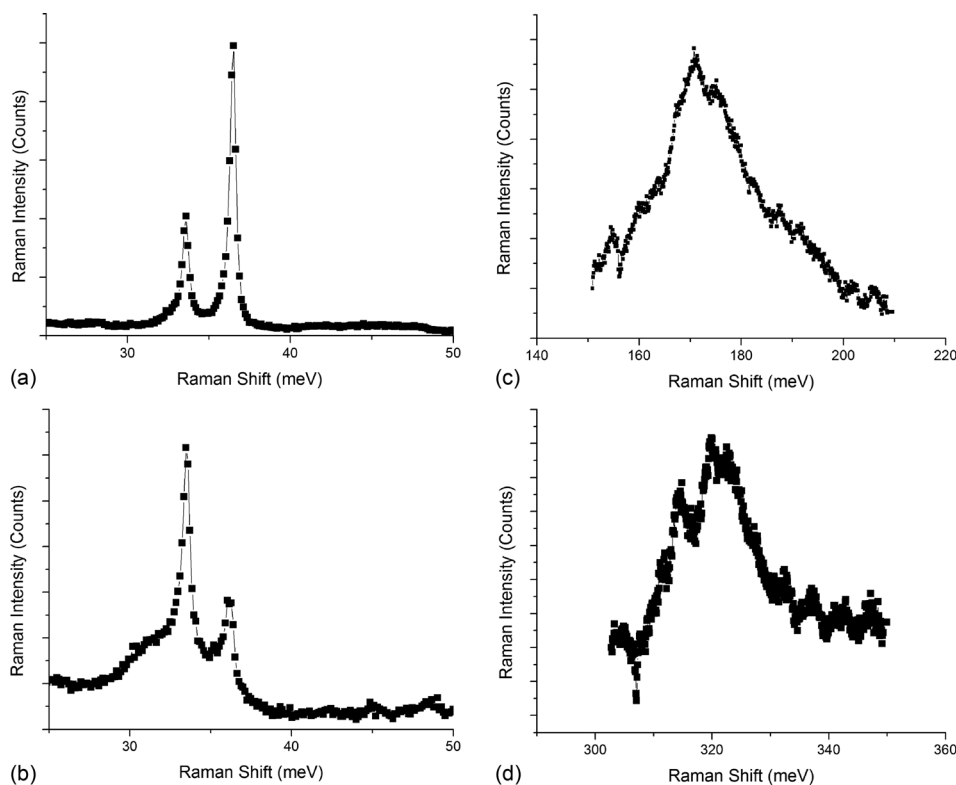 Raman Intensity (Counts)
30 40 50
Raman Shift (meV)
(a)
Raman Intensity (Counts)
140 160 180 200 220
Raman Shift (meV)
(c)
Raman Intensity (Counts)
30 40 50
Raman Shift (meV)
(b)
Raman Intensity (Counts)
300 320 340 360
Raman Shift (meV)
(d)